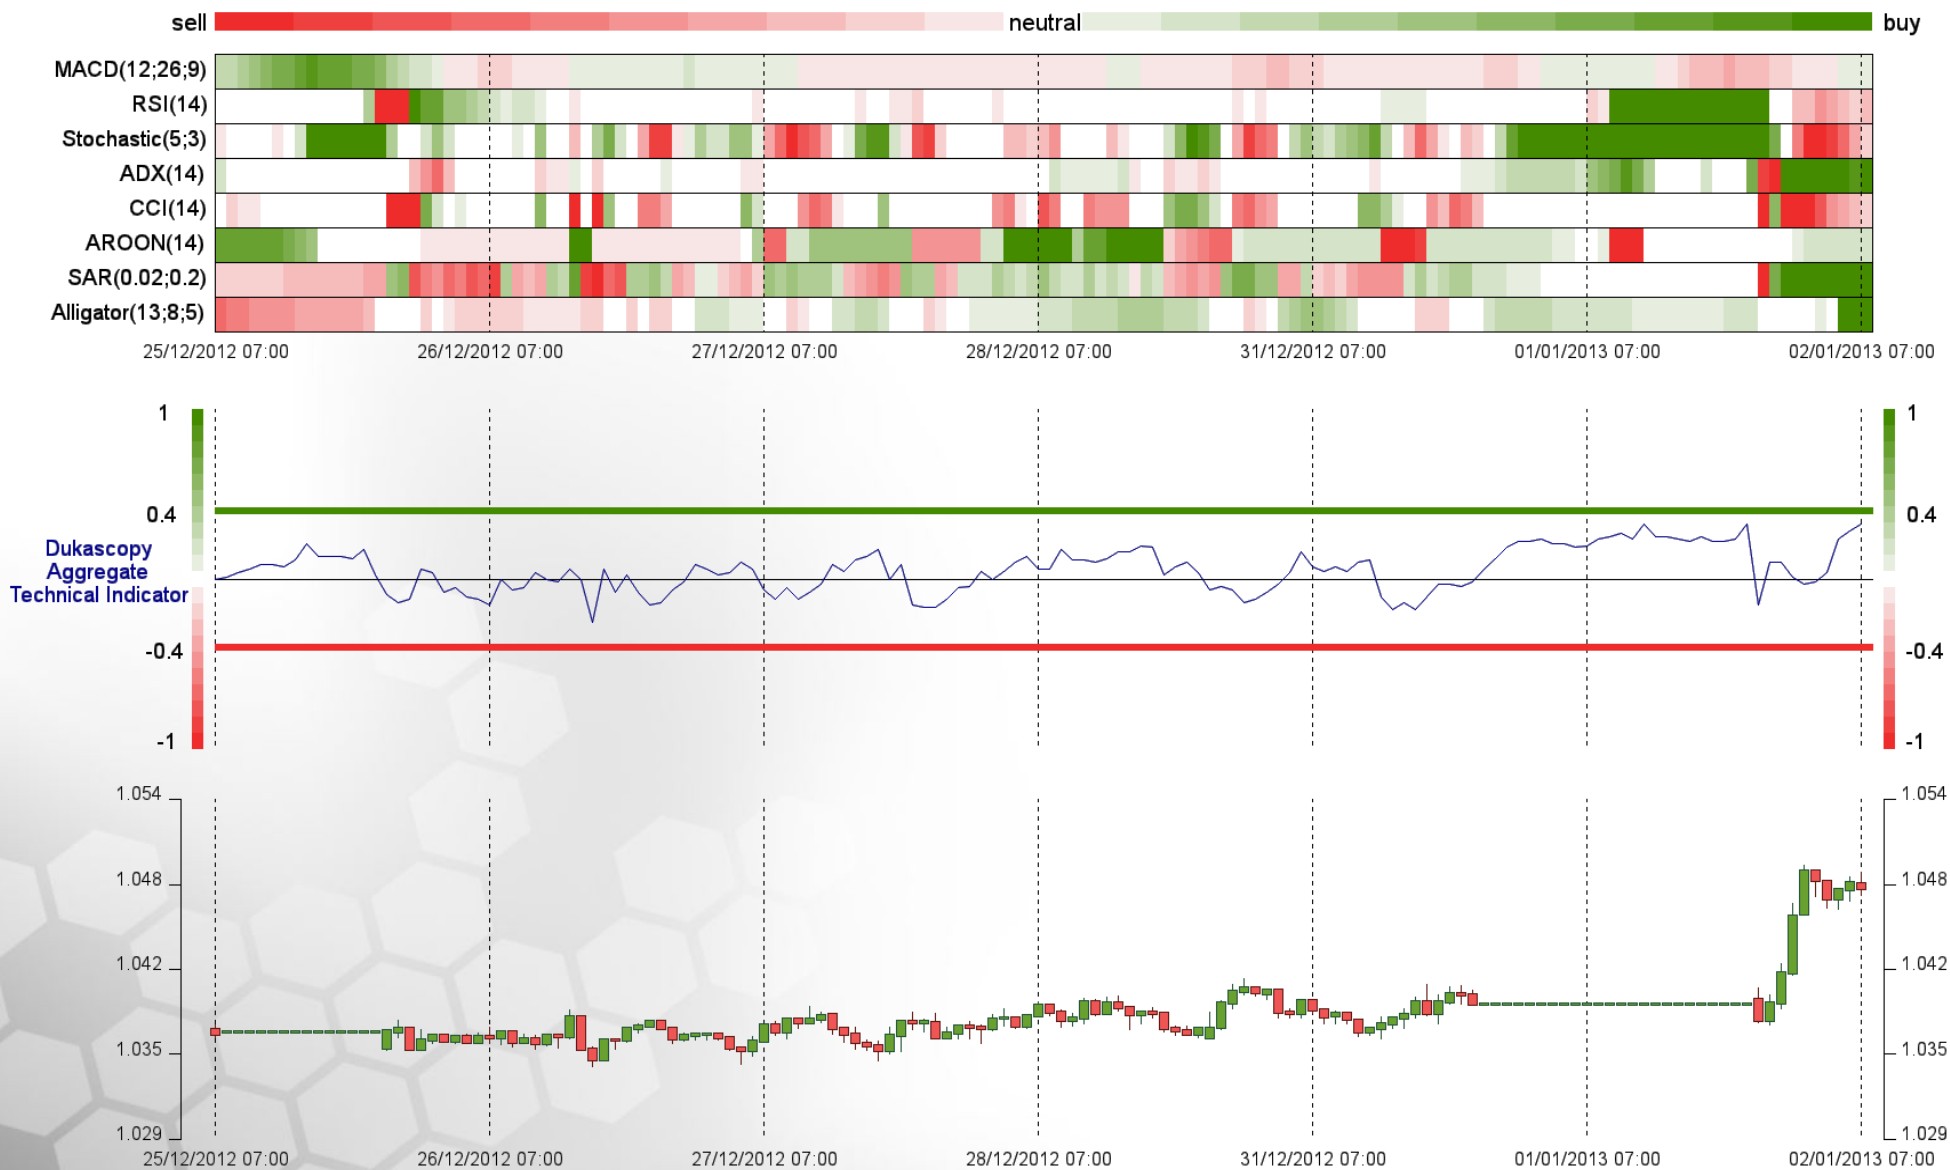 sell neutral buy
MACD(12;26;9)
RSI(14)
Stochastic(5;3)
ADX(14)
CCI(14)
AROON(14)
SAR(0.02;0.2)
Alligator(13;8;5)
25/12/2012 07:00 26/12/2012 07:00 27/12/2012 07:00 28/12/2012 07:00 31/12/2012 07:00 01/01/2013 07:00 02/01/2013 07:00
1 1
0.4 0.4
Dukascopy
Aggregate
Technical Indicator
-0.4 -0.4
-1 -1
1.054 1.054
1.048 1.048
1.042 1.042
1.035 1.035
1.029 1.029
25/12/2012 07:00 26/12/2012 07:00 27/12/2012 07:00 28/12/2012 07:00 31/12/2012 07:00 01/01/2013 07:00 02/01/2013 07:00